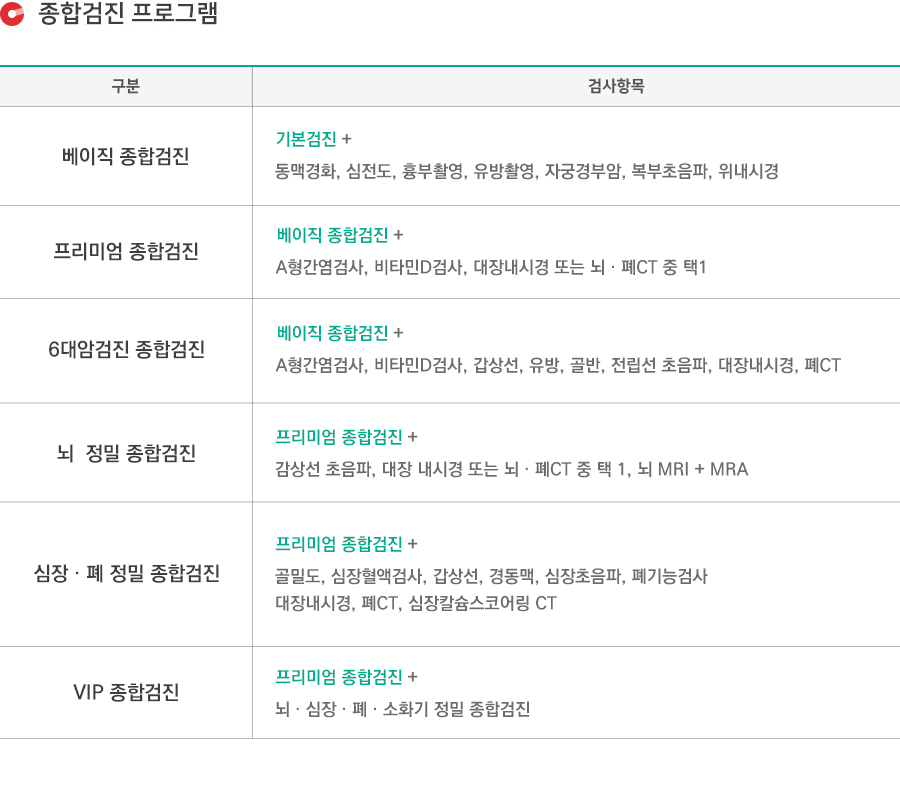 종합검진 프로그램
구분
검사항목
베이직 종합검진
기본검진 +
동맥경화, 심전도, 흉부촬영, 유방촬영, 자궁경부암, 복부초음파, 위내시경
프리미엄 종합검진
베이직 종합검진 +
A형간염검사, 비타민D검사, 대장내시경 또는 뇌 · 폐CT 중 택1
6대암검진 종합검진
베이직 종합검진 +
A형간염검사, 비타민D검사, 갑상선, 유방, 골반, 전립선 초음파, 대장내시경, 폐CT
뇌 정밀 종합검진
프리미엄 종합검진 +
감상선 초음파, 대장 내시경 또는 뇌 · 폐CT 중 택 1, 뇌 MRI + MRA
심장 · 폐 정밀 종합검진
프리미엄 종합검진 +
골밀도, 심장혈액검사, 갑상선, 경동맥, 심장초음파, 폐기능검사
대장내시경, 폐CT, 심장칼슘스코어링 CT
VIP 종합검진
프리미엄 종합검진 +
뇌 · 심장 · 폐 · 소화기 정밀 종합검진